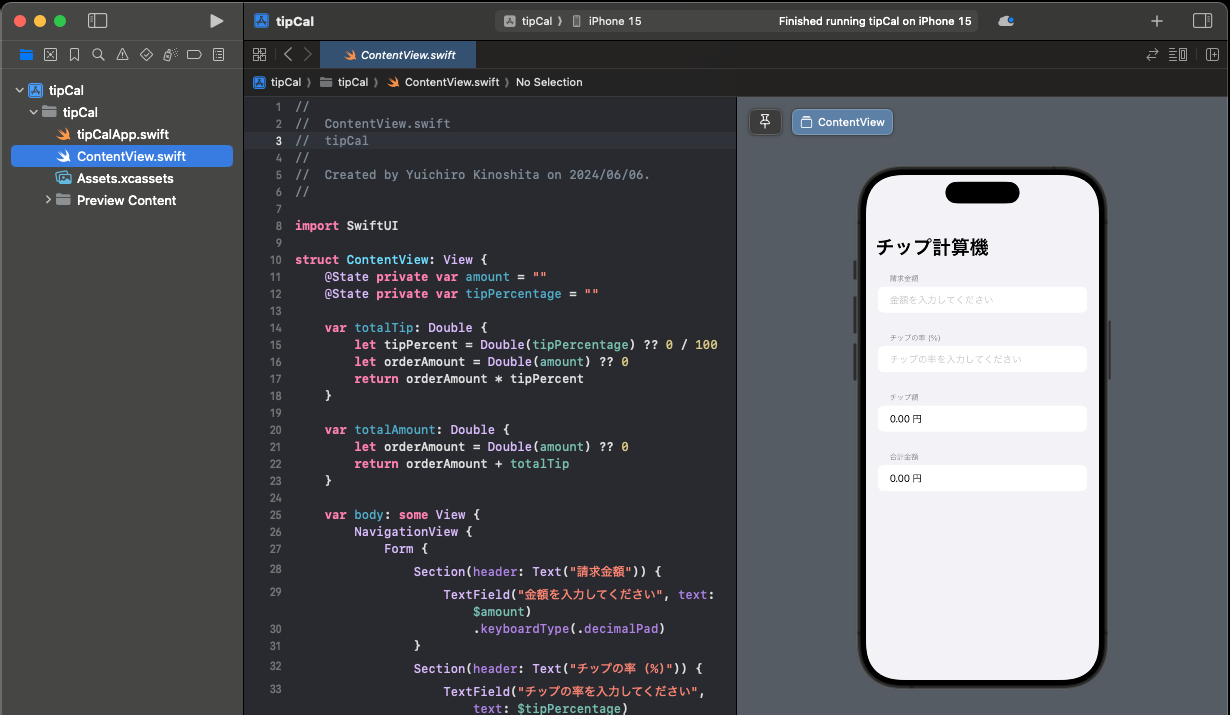 tipCal
tipCal ⟩ iPhone 15
Finished running tipCal on iPhone 15
ContentView.swift
tipCal ⟩ tipCal ⟩ ContentView.swift ⟩ No Selection
tipCal
tipCal
tipCalApp.swift
ContentView.swift
Assets.xcassets
Preview Content
1 //
2 //  ContentView.swift
3 //  tipCal
4 //
5 //  Created by Yuichiro Kinoshita on 2024/06/06.
6 //
7
8 import SwiftUI
9
10 struct ContentView: View {
11     @State private var amount = ""
12     @State private var tipPercentage = ""
13
14     var totalTip: Double {
15         let tipPercent = Double(tipPercentage) ?? 0 / 100
16         let orderAmount = Double(amount) ?? 0
17         return orderAmount * tipPercent
18     }
19
20     var totalAmount: Double {
21         let orderAmount = Double(amount) ?? 0
22         return orderAmount + totalTip
23     }
24
25     var body: some View {
26         NavigationView {
27             Form {
28                 Section(header: Text("請求金額")) {
29                     TextField("金額を入力してください", text:
$amount)
30                         .keyboardType(.decimalPad)
31                 }
32                 Section(header: Text("チップの率 (%)")) {
33                     TextField("チップの率を入力してください",
text: $tipPercentage)
ContentView
チップ計算機
請求金額
金額を入力してください
チップの率 (%)
チップの率を入力してください
チップ額
0.00 円
合計金額
0.00 円